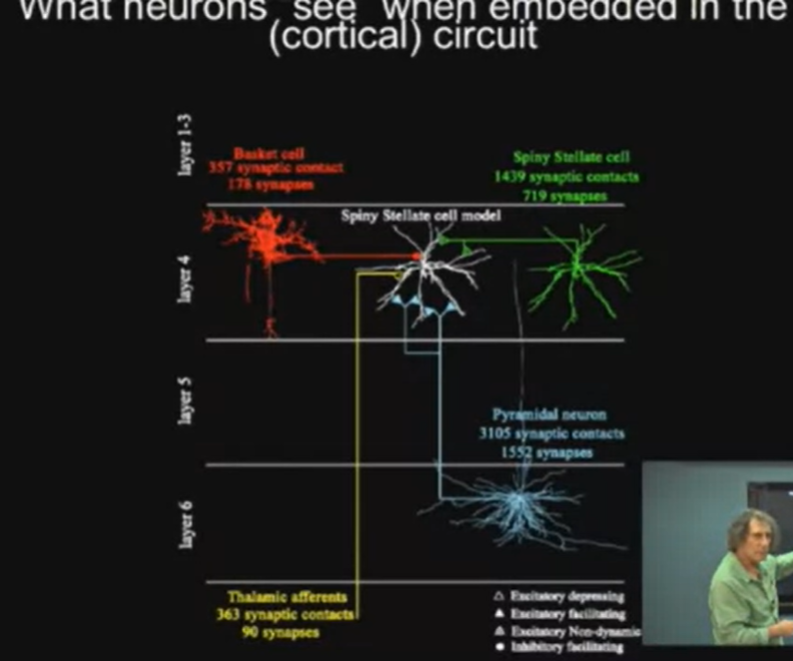 What neurons "see" when embedded in the
(cortical) circuit
layer 1-3
Basket cell
357 synaptic contact
178 synapses
Spiny Stellate cell
1439 synaptic contacts
719 synapses
layer 4
Spiny Stellate cell model
layer 5
Pyramidal neuron
3105 synaptic contacts
1552 synapses
layer 6
Thalamic afferents
363 synaptic contacts
90 synapses
Excitatory depressing
Excitatory facilitating
Excitatory Non-dynamic
Inhibitory facilitating